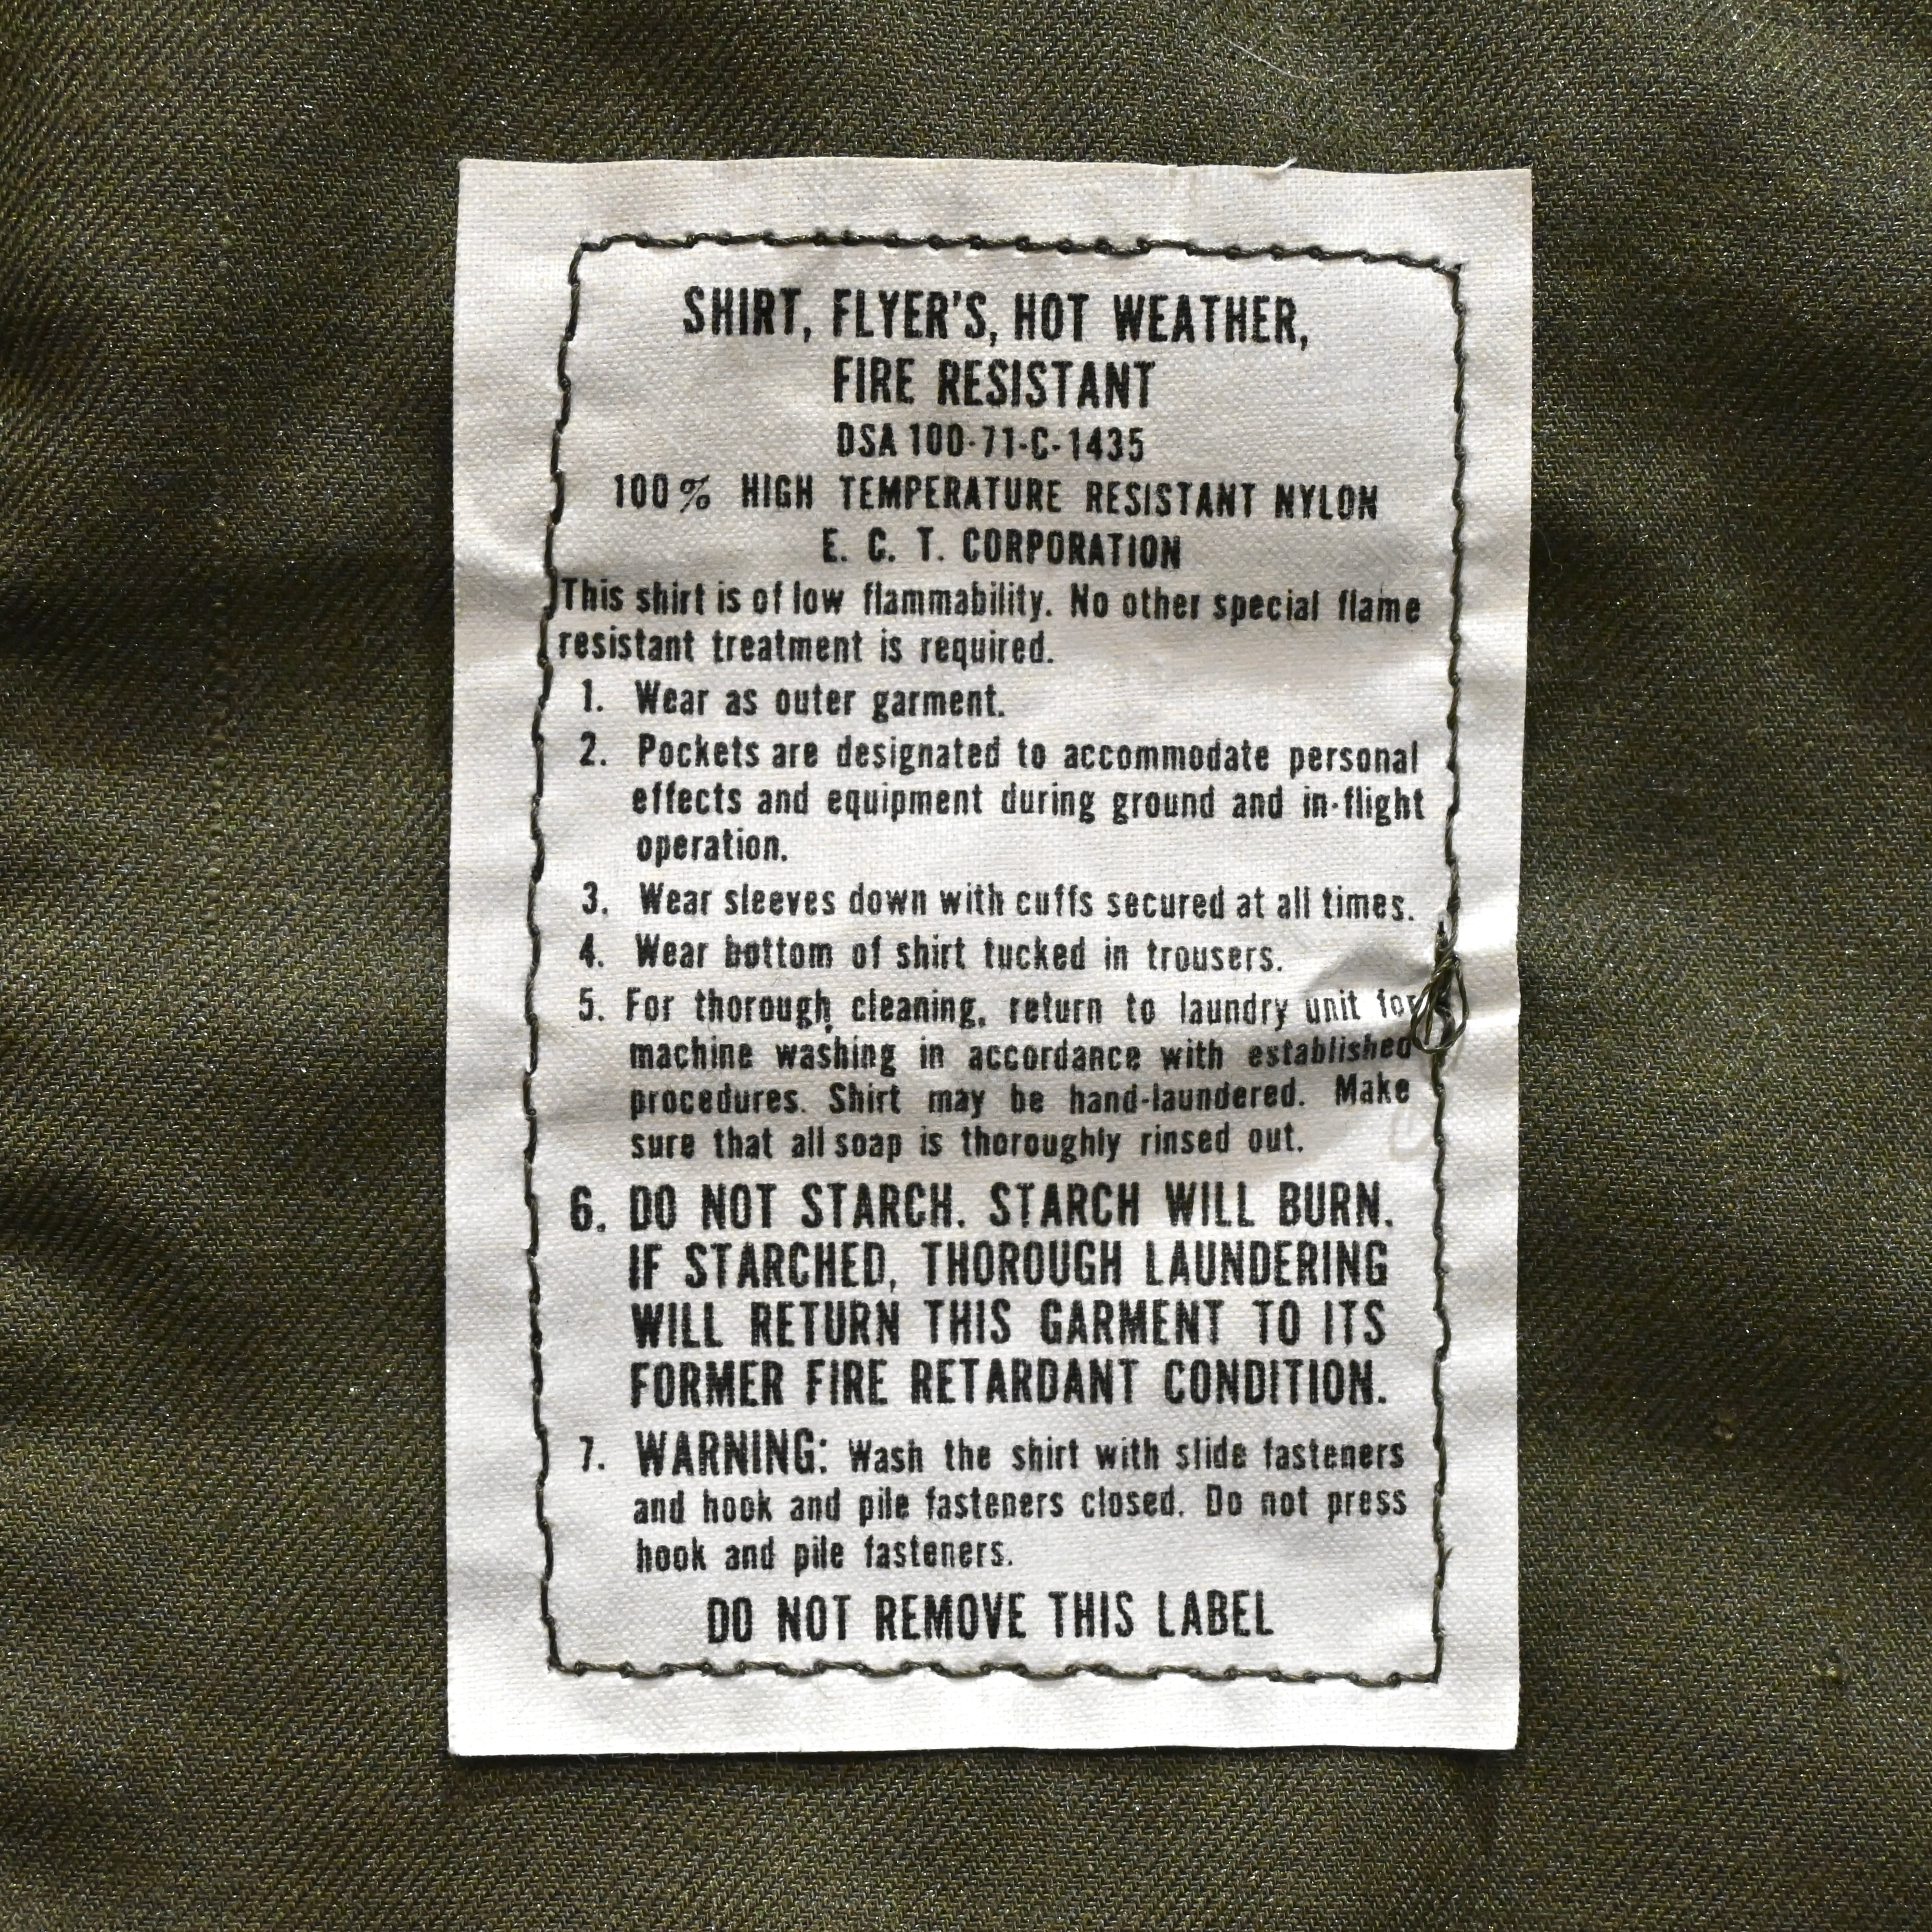 SHIRT, FLYER'S, HOT WEATHER,
FIRE RESISTANT
DSA 100-71-C-1435
100% HIGH TEMPERATURE RESISTANT NYLON
E. C. T. CORPORATION
This shirt is of low flammability. No other special flame
resistant treatment is required.
1. Wear as outer garment.
2. Pockets are designated to accommodate personal
effects and equipment during ground and in-flight
operation.
3. Wear sleeves down with cuffs secured at all times.
4. Wear bottom of shirt tucked in trousers.
5. For thorough cleaning, return to laundry unit for
machine washing in accordance with established
procedures. Shirt may be hand-laundered. Make
sure that all soap is thoroughly rinsed out.
6. DO NOT STARCH. STARCH WILL BURN.
IF STARCHED, THOROUGH LAUNDERING
WILL RETURN THIS GARMENT TO ITS
FORMER FIRE RETARDANT CONDITION.
7. WARNING: Wash the shirt with slide fasteners
and hook and pile fasteners closed. Do not press
hook and pile fasteners.
DO NOT REMOVE THIS LABEL